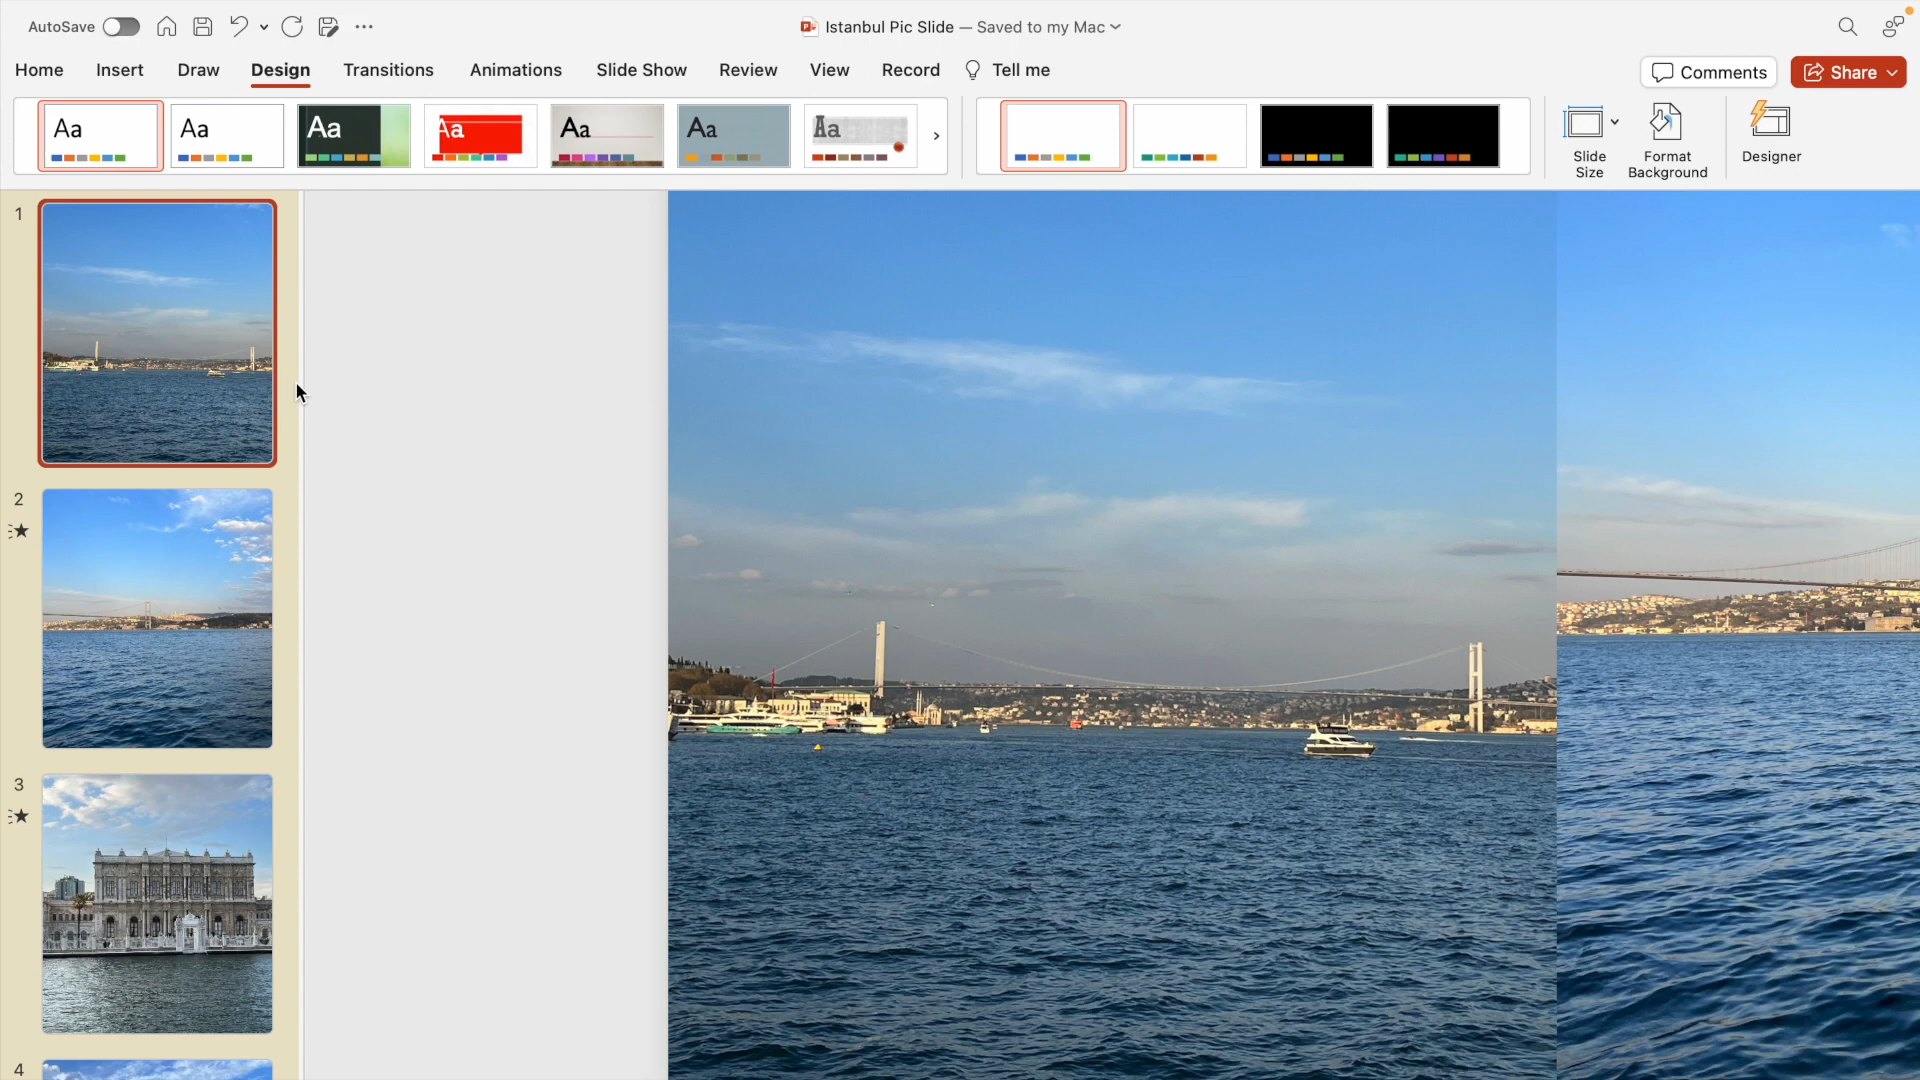 AutoSave
Istanbul Pic Slide — Saved to my Mac
Home Insert Draw Design Transitions Animations Slide Show Review View Record Tell me
Comments Share
Aa Aa Aa Aa Aa Aa Aa
Slide Size
Format Background
Designer
1
2
3
4